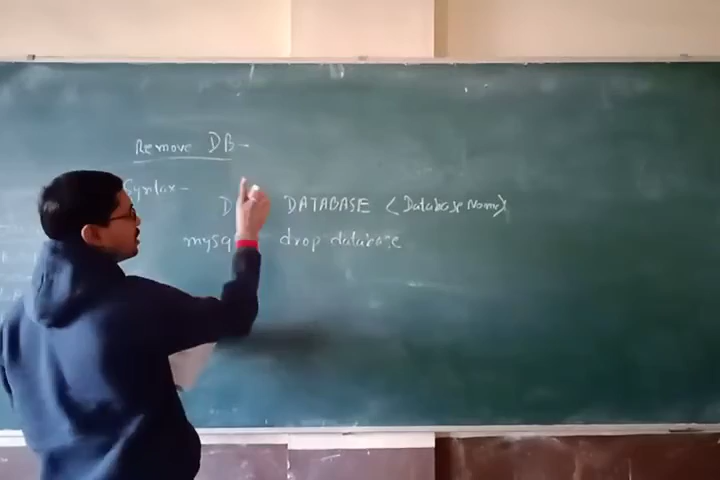 Remove DB-
Syntax-
DATABASE <Database Name>
drop database